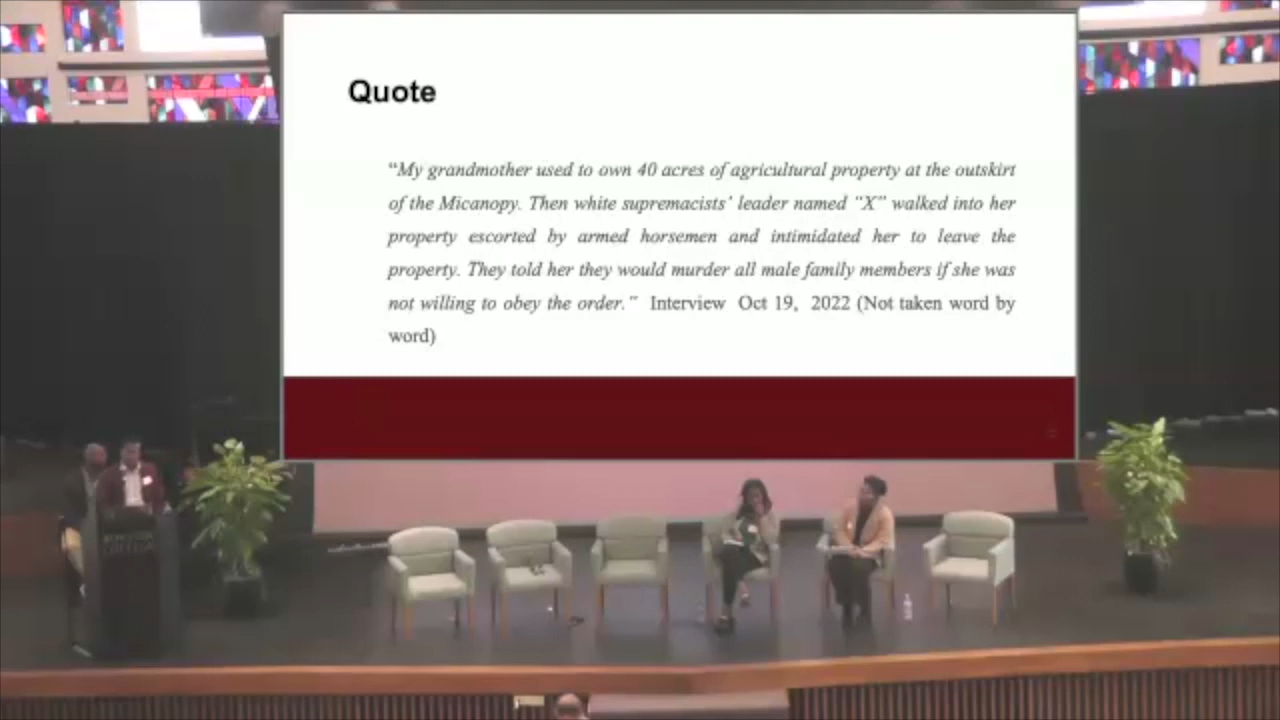 Quote
“My grandmother used to own 40 acres of agricultural property at the outskirt
of the Micanopy. Then white supremacists’ leader named “X” walked into her
property escorted by armed horsemen and intimidated her to leave the
property. They told her they would murder all male family members if she was
not willing to obey the order.” Interview Oct 19, 2022 (Not taken word by
word)